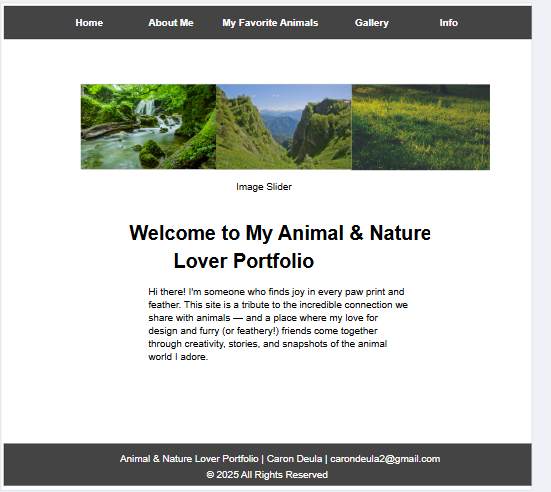 Home About Me My Favorite Animals Gallery Info
Image Slider
Welcome to My Animal & Nature
Lover Portfolio
Hi there! I'm someone who finds joy in every paw print and
feather. This site is a tribute to the incredible connection we
share with animals — and a place where my love for
design and furry (or feathery!) friends come together
through creativity, stories, and snapshots of the animal
world I adore.
Animal & Nature Lover Portfolio | Caron Deula | carondeula2@gmail.com
© 2025 All Rights Reserved